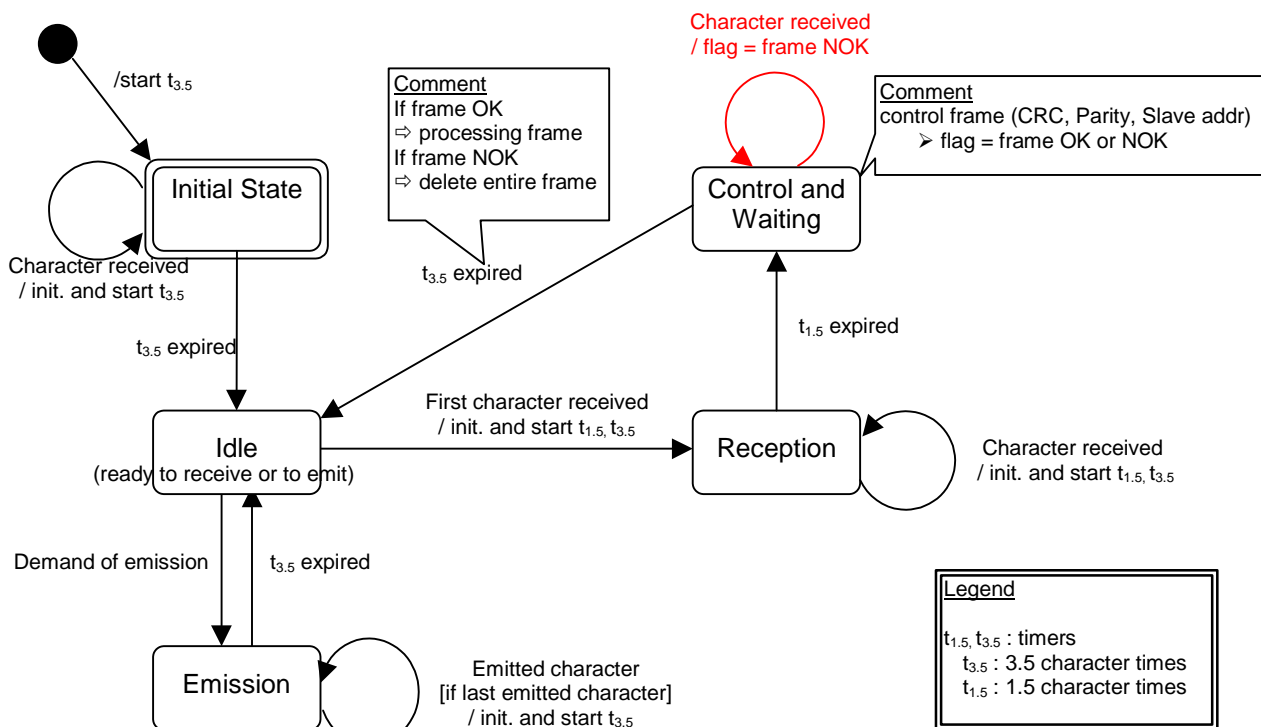 Character received
/ flag = frame NOK
/start t3.5
Comment
If frame OK
⇨ processing frame
If frame NOK
⇨ delete entire frame
Comment
control frame (CRC, Parity, Slave addr)
➢ flag = frame OK or NOK
Initial State
Control and
Waiting
Character received
/ init. and start t3.5
t3.5 expired
t3.5 expired
t1.5 expired
First character received
/ init. and start t1.5, t3.5
Idle
(ready to receive or to emit)
Reception
Character received
/ init. and start t1.5, t3.5
Demand of emission
t3.5 expired
Emission
Emitted character
[if last emitted character]
/ init. and start t3.5
Legend
t1.5, t3.5 : timers
t3.5 : 3.5 character times
t1.5 : 1.5 character times